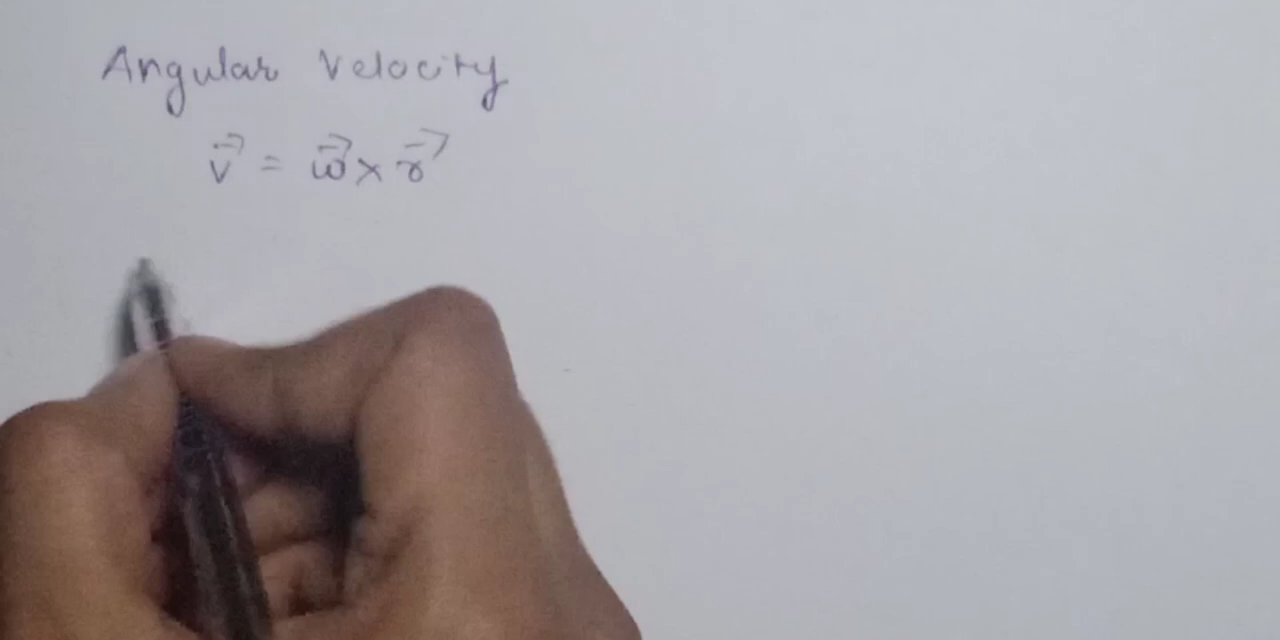 Angular Velocity
v⃗ = ω⃗ × r⃗